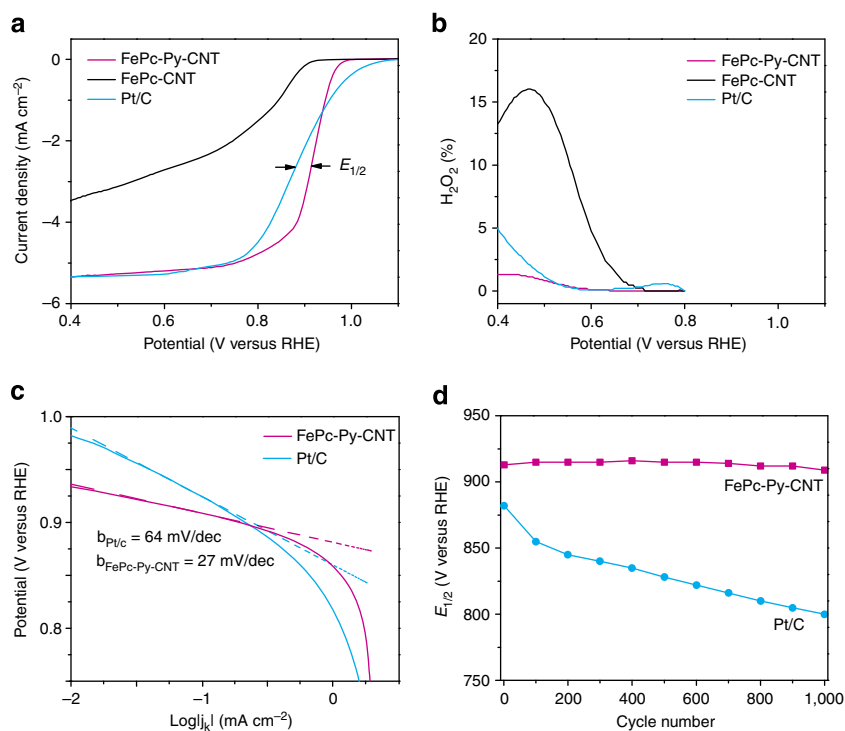 a
FePc-Py-CNT
FePc-CNT
Pt/C
E1/2
Current density (mA cm−2)
0
−2
−4
−6
0.4
0.6
0.8
1.0
Potential (V versus RHE)
b
FePc-Py-CNT
FePc-CNT
Pt/C
H2O2 (%)
20
15
10
5
0
0.4
0.6
0.8
1.0
Potential (V versus RHE)
c
FePc-Py-CNT
Pt/C
bPt/c = 64 mV/dec
bFePc-Py-CNT = 27 mV/dec
Potential (V versus RHE)
1.0
0.9
0.8
−2
−1
0
Log|jk| (mA cm−2)
d
FePc-Py-CNT
Pt/C
E1/2 (V versus RHE)
950
900
850
800
750
0
200
400
600
800
1,000
Cycle number